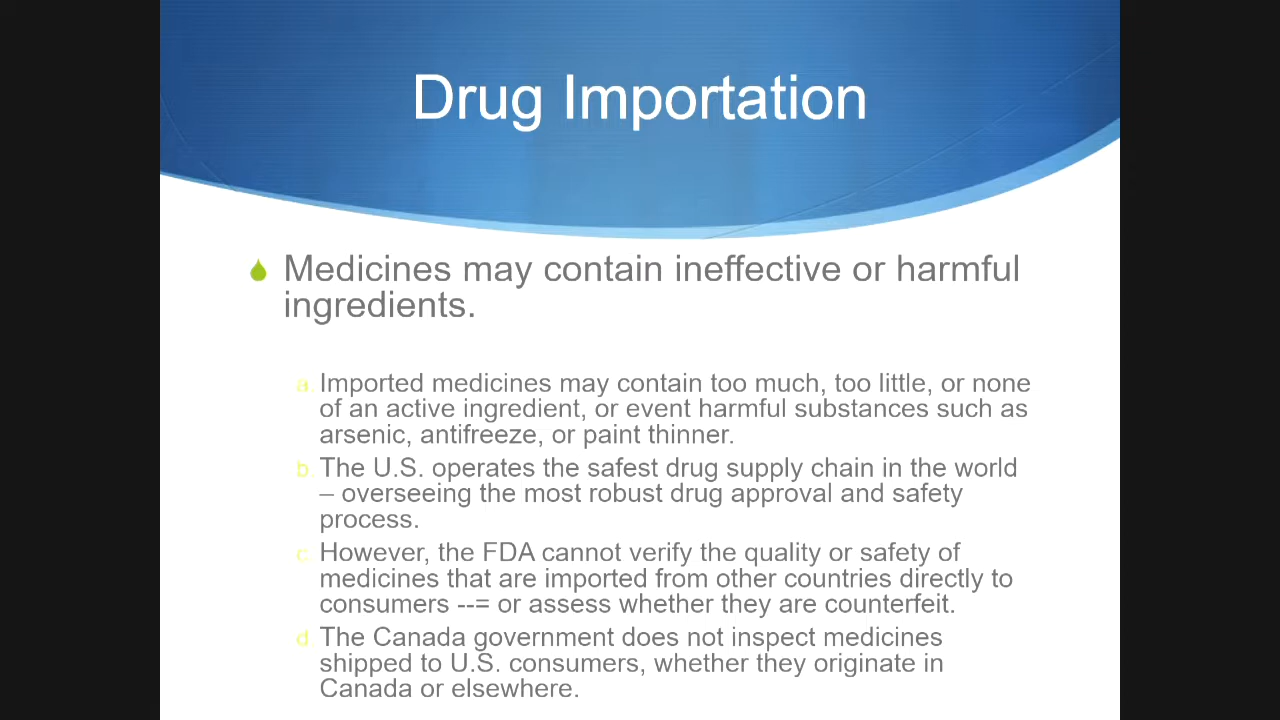 Drug Importation
Medicines may contain ineffective or harmful
ingredients.
a. Imported medicines may contain too much, too little, or none
of an active ingredient, or event harmful substances such as
arsenic, antifreeze, or paint thinner.
b. The U.S. operates the safest drug supply chain in the world
– overseeing the most robust drug approval and safety
process.
c. However, the FDA cannot verify the quality or safety of
medicines that are imported from other countries directly to
consumers --= or assess whether they are counterfeit.
d. The Canada government does not inspect medicines
shipped to U.S. consumers, whether they originate in
Canada or elsewhere.